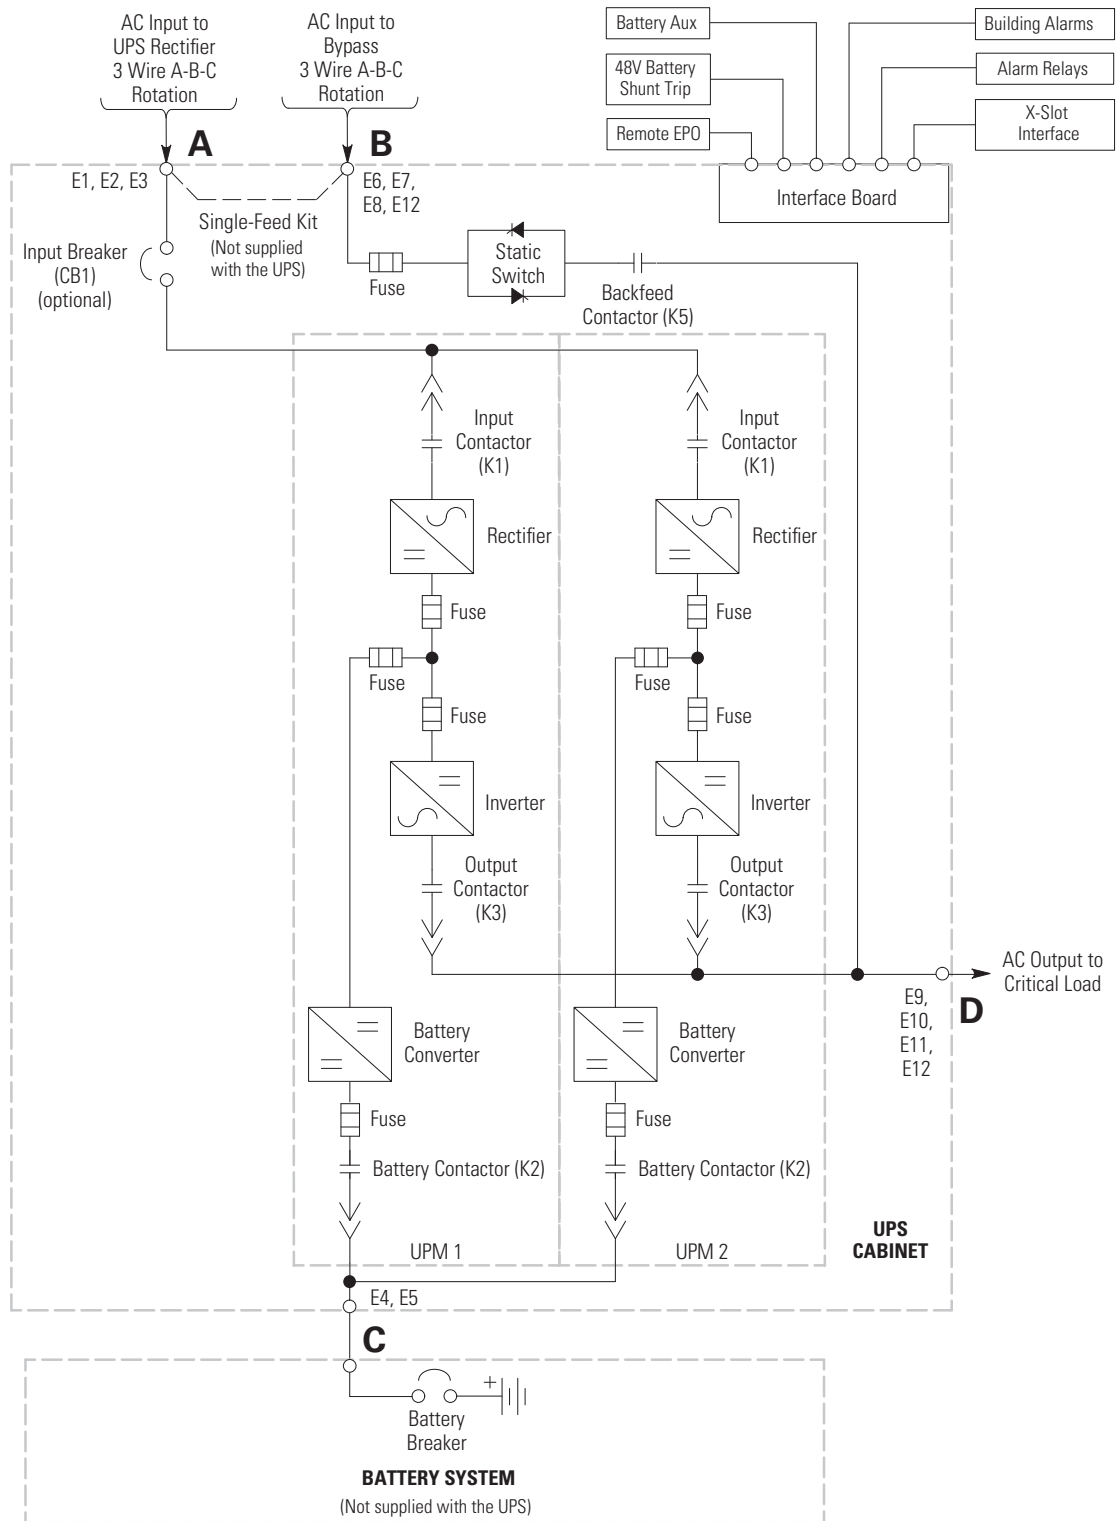 AC Input to
UPS Rectifier
3 Wire A-B-C
Rotation
AC Input to
Bypass
3 Wire A-B-C
Rotation
Battery Aux
48V Battery
Shunt Trip
Remote EPO
Building Alarms
Alarm Relays
X-Slot
Interface
Interface Board
A
B
E1, E2, E3
E6, E7,
E8, E12
Single-Feed Kit
(Not supplied
with the UPS)
Input Breaker
(CB1)
(optional)
Fuse
Static
Switch
Backfeed
Contactor (K5)
Input
Contactor
(K1)
Input
Contactor
(K1)
Rectifier
Rectifier
Fuse
Fuse
Fuse
Fuse
Fuse
Fuse
Inverter
Inverter
Output
Contactor
(K3)
Output
Contactor
(K3)
AC Output to
Critical Load
D
E9,
E10,
E11,
E12
Battery
Converter
Battery
Converter
Fuse
Fuse
Battery Contactor (K2)
Battery Contactor (K2)
UPM 1
UPM 2
UPS
CABINET
E4, E5
C
+
Battery
Breaker
BATTERY SYSTEM
(Not supplied with the UPS)